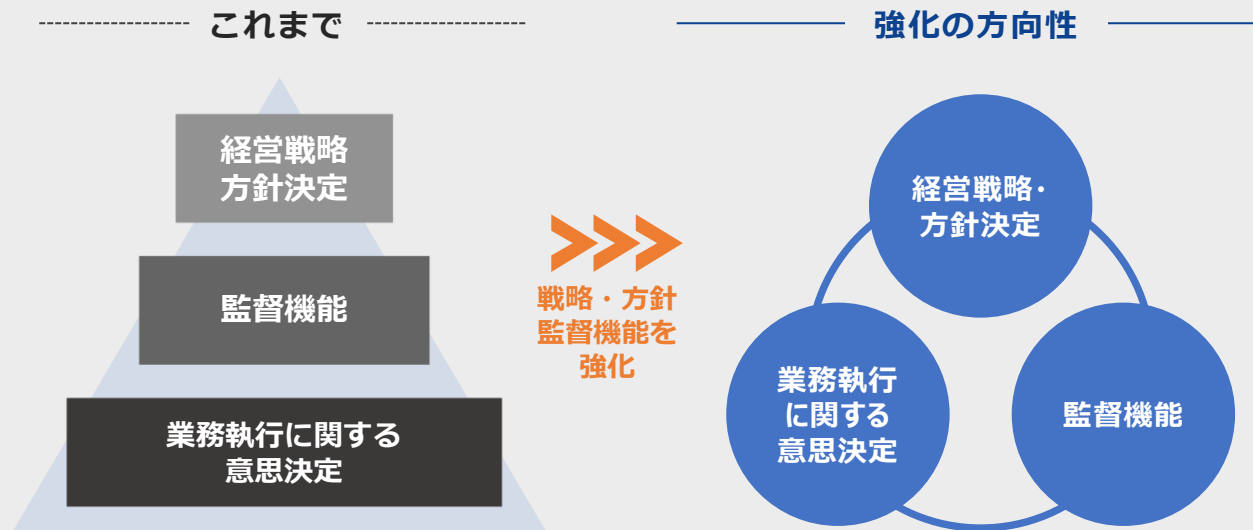 これまで
経営戦略
方針決定
監督機能
業務執行に関する
意思決定
戦略・方針
監督機能を
強化
強化の方向性
経営戦略・
方針決定
業務執行
に関する
意思決定
監督機能